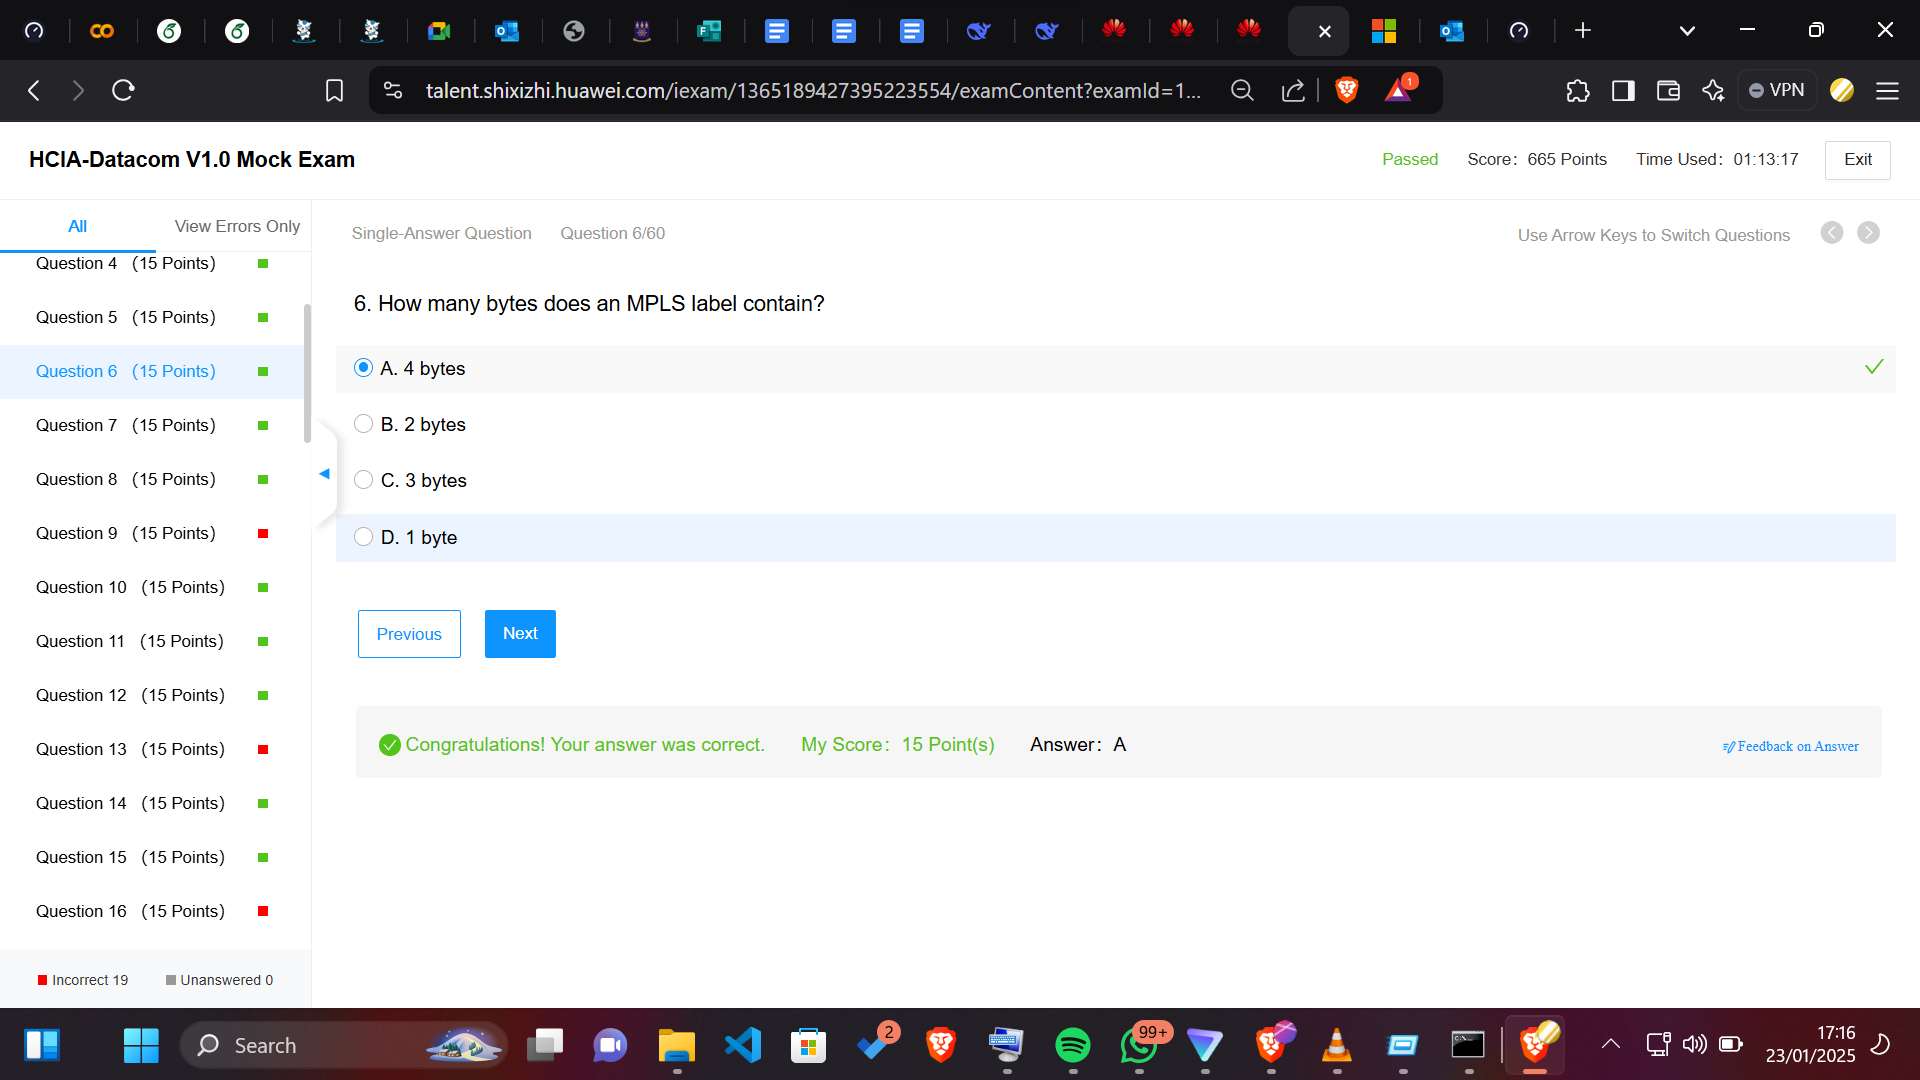 1
talent.shixizhi.huawei.com/iexam/1365189427395223554/examContent?examId=1...
VPN
HCIA-Datacom V1.0 Mock Exam
Passed
Score: 665 Points
Time Used: 01:13:17
Exit
All
View Errors Only
Single-Answer Question
Question 6/60
Use Arrow Keys to Switch Questions
Question 4 (15 Points)
Question 5 (15 Points)
Question 6 (15 Points)
Question 7 (15 Points)
Question 8 (15 Points)
Question 9 (15 Points)
Question 10 (15 Points)
Question 11 (15 Points)
Question 12 (15 Points)
Question 13 (15 Points)
Question 14 (15 Points)
Question 15 (15 Points)
Question 16 (15 Points)
Incorrect 19
Unanswered 0
6. How many bytes does an MPLS label contain?
A. 4 bytes
B. 2 bytes
C. 3 bytes
D. 1 byte
Previous
Next
Congratulations! Your answer was correct.
My Score: 15 Point(s)
Answer: A
Feedback on Answer
Search
2
99+
17:16
23/01/2025